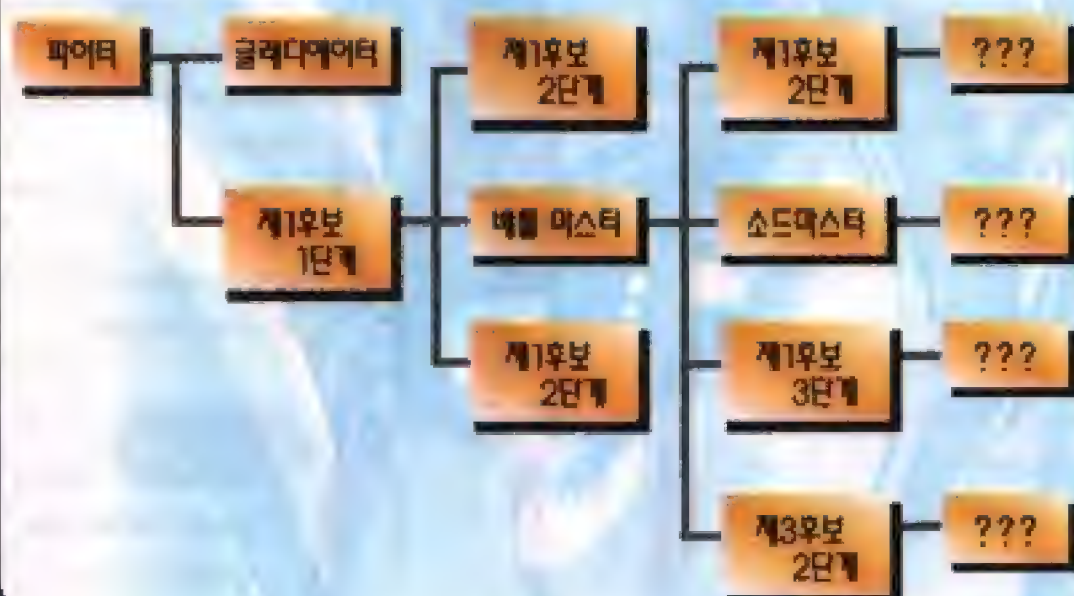 파이터
글래디에이터
제1후보
2단계
제1후보
2단계
???
제1후보
1단계
배틀 마스터
소드마스터
???
제1후보
2단계
제1후보
3단계
???
제3후보
2단계
???